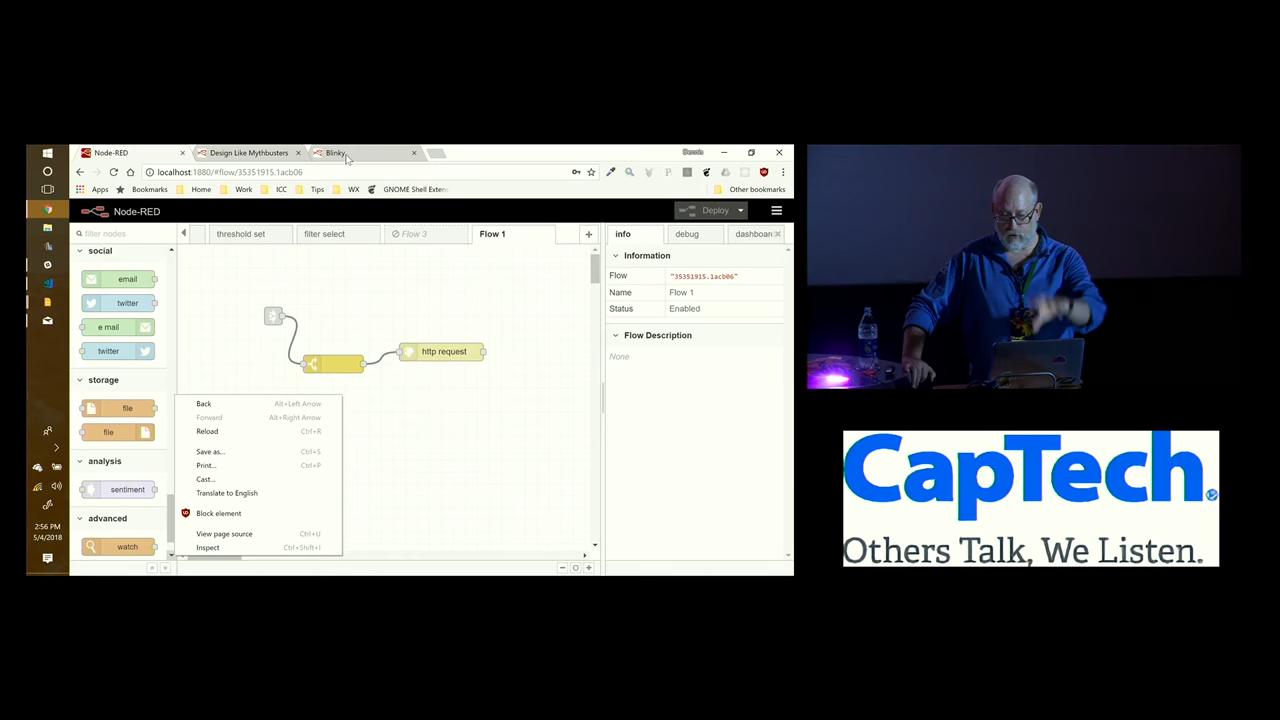 Node-RED
Design Like Mythbusters
Blinky
Dennis
localhost:1880/#flow/35351915.1acb06
Apps
Bookmarks
Home
Work
ICC
Tips
WX
GNOME Shell Exten
Other bookmarks
Node-RED
Deploy
filter nodes
threshold set
filter select
Flow 3
Flow 1
info
debug
dashboar
social
email
twitter
e mail
twitter
storage
file
file
analysis
sentiment
advanced
watch
http request
Information
Flow "35351915.1acb06"
Name Flow 1
Status Enabled
Flow Description
None
Back Alt+Left Arrow
Forward Alt+Right Arrow
Reload Ctrl+R
Save as... Ctrl+S
Print... Ctrl+P
Cast...
Translate to English
Block element
View page source Ctrl+U
Inspect Ctrl+Shift+I
2:56 PM
5/4/2018
CapTech.
Others Talk, We Listen.